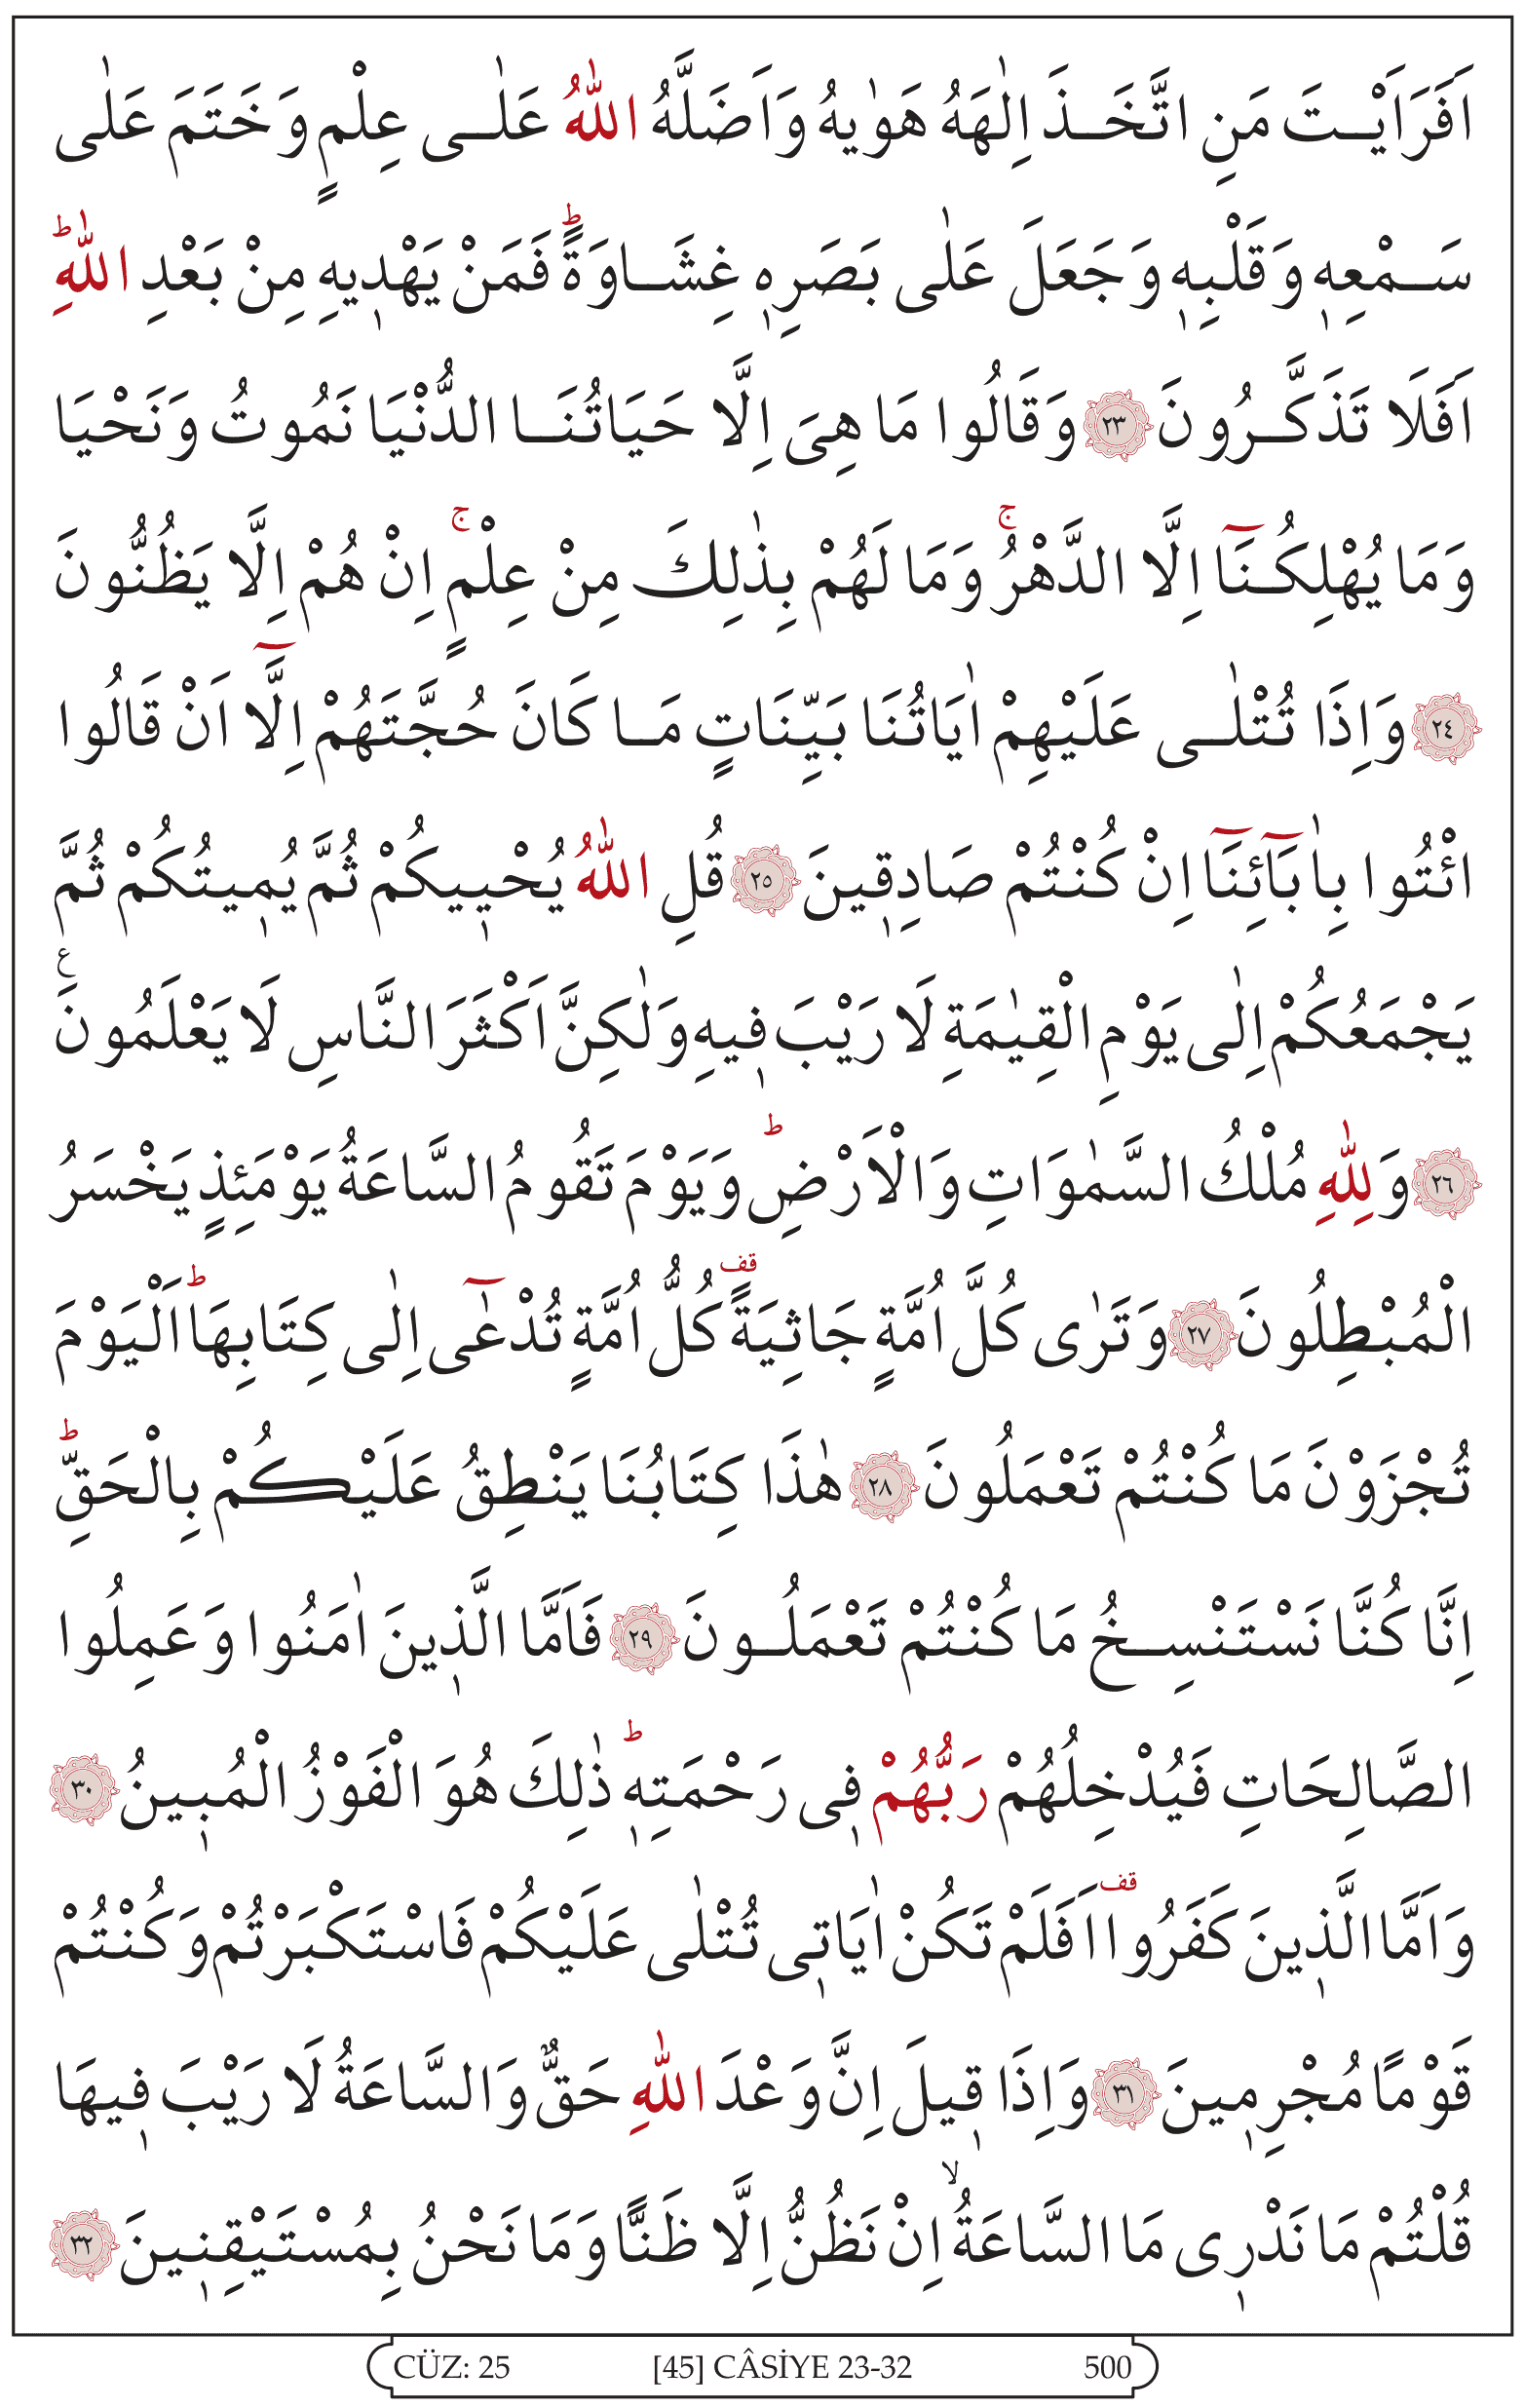 اَفَرَاَيْتَ مَنِ اتَّخَذَ اِلٰهَهُ هَوٰيهُ وَاَضَلَّهُ اللّٰهُ عَلٰى عِلْمٍ وَخَتَمَ عَلٰى
سَمْعِهٖ وَقَلْبِهٖ وَجَعَلَ عَلٰى بَصَرِهٖ غِشَاوَةًؕ فَمَنْ يَهْدٖيهِ مِنْ بَعْدِ اللّٰهِؕ
اَفَلَا تَذَكَّرُونَ ﴿٢٣﴾ وَقَالُوا مَا هِىَ اِلَّا حَيَاتُنَا الدُّنْيَا نَمُوتُ وَنَحْيَا
وَمَا يُهْلِكُنَٓا اِلَّا الدَّهْرُۚ وَمَا لَهُمْ بِذٰلِكَ مِنْ عِلْمٍۚ اِنْ هُمْ اِلَّا يَظُنُّونَ
﴿٢٤﴾ وَاِذَا تُتْلٰى عَلَيْهِمْ اٰيَاتُنَا بَيِّنَاتٍ مَا كَانَ حُجَّتَهُمْ اِلَّٓا اَنْ قَالُوا
ائْتُوا بِاٰبَٓائِنَٓا اِنْ كُنْتُمْ صَادِقٖينَ ﴿٢٥﴾ قُلِ اللّٰهُ يُحْيٖيكُمْ ثُمَّ يُمٖيتُكُمْ ثُمَّ
يَجْمَعُكُمْ اِلٰى يَوْمِ الْقِيٰمَةِ لَا رَيْبَ فٖيهِ وَلٰكِنَّ اَكْثَرَ النَّاسِ لَا يَعْلَمُونَ ع
﴿٢٦﴾ وَلِلّٰهِ مُلْكُ السَّمٰوَاتِ وَالْاَرْضِؕ وَيَوْمَ تَقُومُ السَّاعَةُ يَوْمَئِذٍ يَخْسَرُ
الْمُبْطِلُونَ ﴿٢٧﴾ وَتَرٰى كُلَّ اُمَّةٍ جَاثِيَةً قف كُلُّ اُمَّةٍ تُدْعٰٓى اِلٰى كِتَابِهَاؕ اَلْيَوْمَ
تُجْزَوْنَ مَا كُنْتُمْ تَعْمَلُونَ ﴿٢٨﴾ هٰذَا كِتَابُنَا يَنْطِقُ عَلَيْكُمْ بِالْحَقِّؕ
اِنَّا كُنَّا نَسْتَنْسِخُ مَا كُنْتُمْ تَعْمَلُونَ ﴿٢٩﴾ فَاَمَّا الَّذٖينَ اٰمَنُوا وَعَمِلُوا
الصَّالِحَاتِ فَيُدْخِلُهُمْ رَبُّهُمْ فٖى رَحْمَتِهٖؕ ذٰلِكَ هُوَ الْفَوْزُ الْمُبٖينُ ﴿٣٠﴾
وَاَمَّا الَّذٖينَ كَفَرُوا قف اَفَلَمْ تَكُنْ اٰيَاتٖى تُتْلٰى عَلَيْكُمْ فَاسْتَكْبَرْتُمْ وَكُنْتُمْ
قَوْمًا مُجْرِمٖينَ ﴿٣١﴾ وَاِذَا قٖيلَ اِنَّ وَعْدَ اللّٰهِ حَقٌّ وَالسَّاعَةُ لَا رَيْبَ فٖيهَا
قُلْتُمْ مَا نَدْرٖى مَا السَّاعَةُۙ اِنْ نَظُنُّ اِلَّا ظَنًّا وَمَا نَحْنُ بِمُسْتَيْقِنٖينَ ﴿٣٢﴾
CÜZ: 25 [45] CÂSİYE 23-32 500